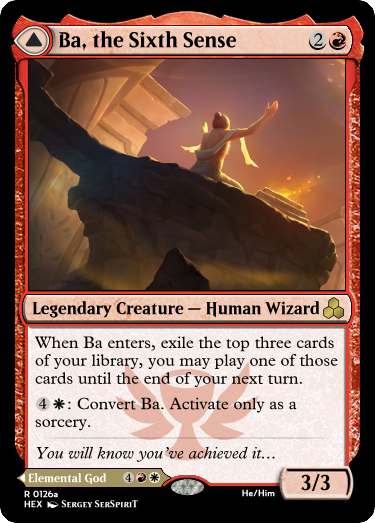 Ba, the Sixth Sense 2
Legendary Creature — Human Wizard
When Ba enters, exile the top three cards
of your library, you may play one of those
cards until the end of your next turn.
4: Convert Ba. Activate only as a
sorcery.
You will know you've achieved it…
Elemental God 4
3/3
R 0126a
He/Him
HEX Sergey SerSpiriT